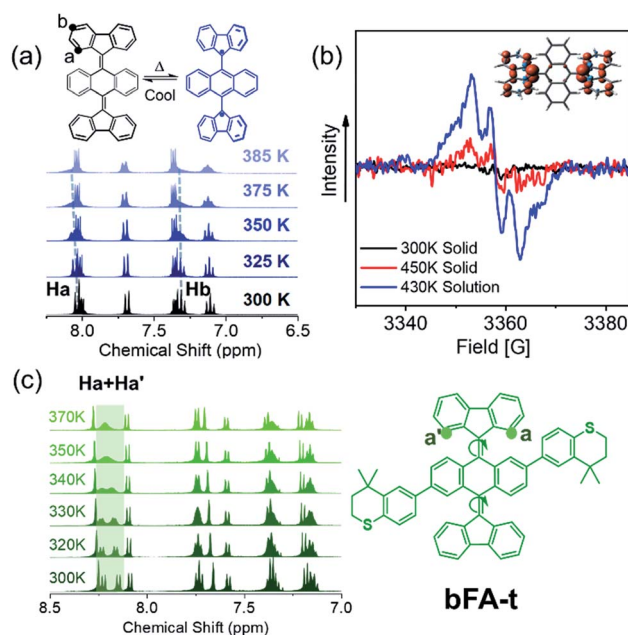 (a)
b
a
Δ
Cool
385 K
375 K
350 K
325 K
Ha
Hb
300 K
8.0 7.5 7.0 6.5
Chemical Shift (ppm)
(b)
Intensity
300K Solid
450K Solid
430K Solution
3340 3360 3380
Field [G]
(c)
Ha+Ha'
370K
350K
340K
330K
320K
300K
8.5 8.0 7.5 7.0
Chemical Shift (ppm)
a' a
S
S
bFA-t